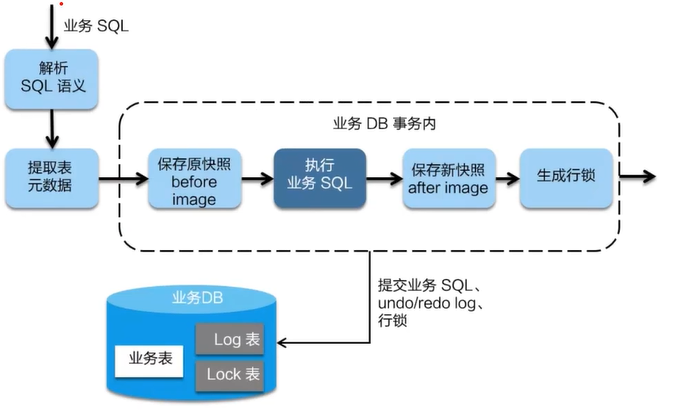 业务 SQL
解析
SQL 语义
业务 DB 事务内
提取表
元数据
保存原快照
before
image
执行
业务 SQL
保存新快照
after image
生成行锁
提交业务 SQL、
undo/redo log、
行锁
业务DB
Log 表
业务表
Lock 表